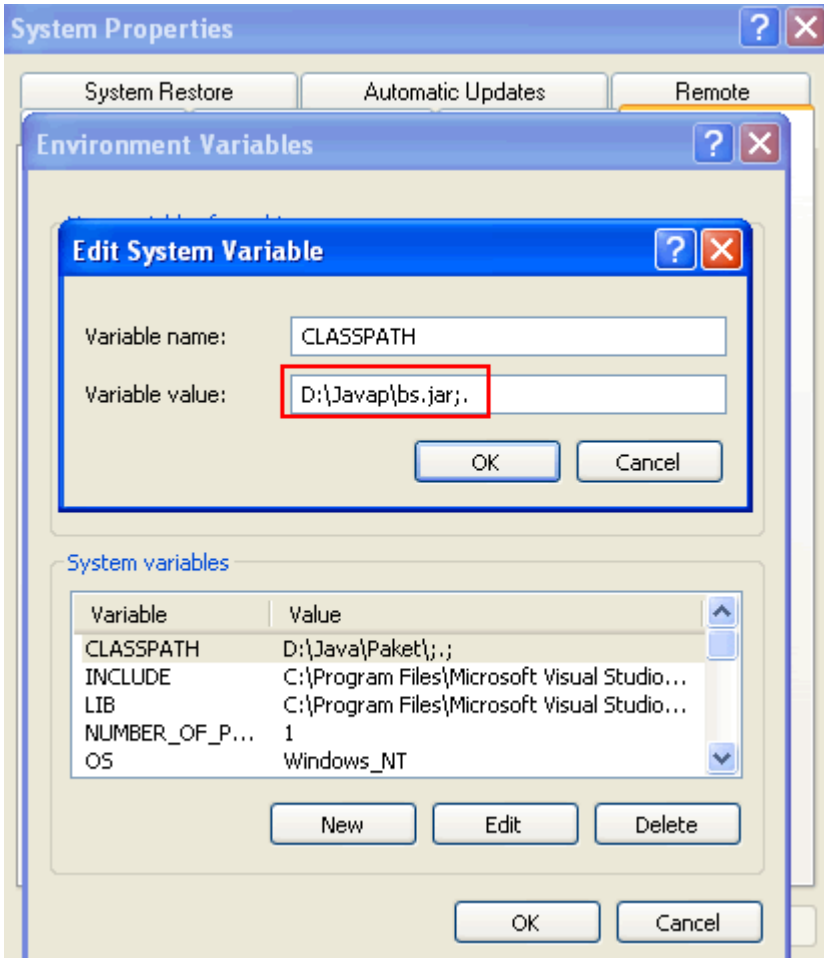 System Properties
System Restore Automatic Updates Remote
Environment Variables
Edit System Variable
Variable name: CLASSPATH
Variable value: D:\Javap\bs.jar;.
OK Cancel
System variables
Variable Value
CLASSPATH D:\Java\Paket\;.;
INCLUDE C:\Program Files\Microsoft Visual Studio...
LIB C:\Program Files\Microsoft Visual Studio...
NUMBER_OF_P... 1
OS Windows_NT
New Edit Delete
OK Cancel